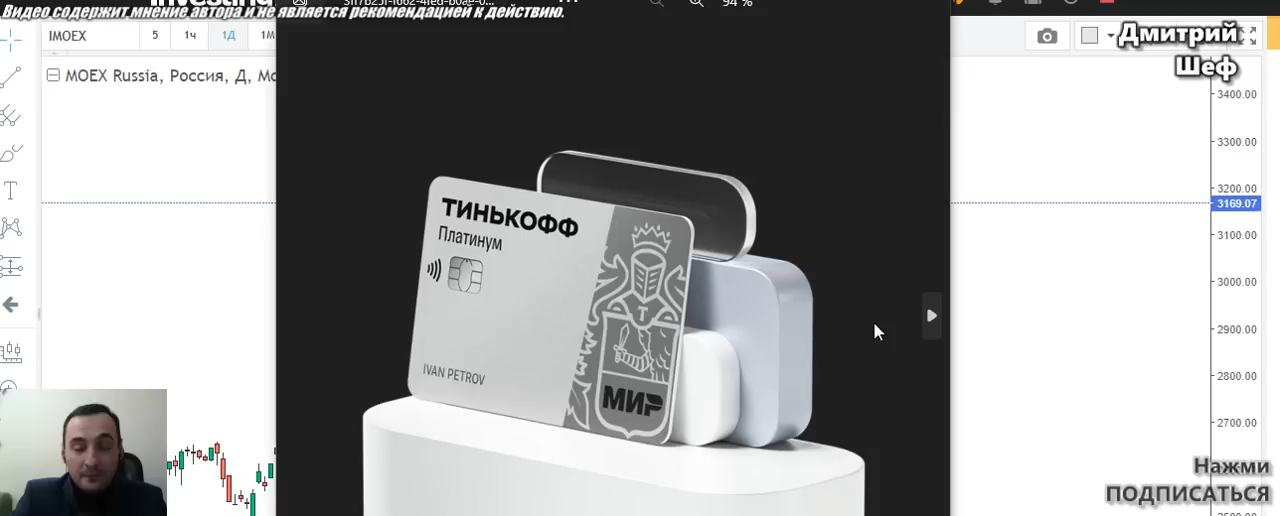 Видео содержит мнение автора и не является рекомендацией к действию.
94 %
IMOEX
5
1ч
1Д
Дмитрий
Шеф
MOEX Russia, Россия, Д, Мо
3400.00
3300.00
3200.00
3169.07
3100.00
3000.00
2900.00
2800.00
2700.00
ТИНЬКОФФ
Платинум
Т
IVAN PETROV
МИР
Нажми
ПОДПИСАТЬСЯ